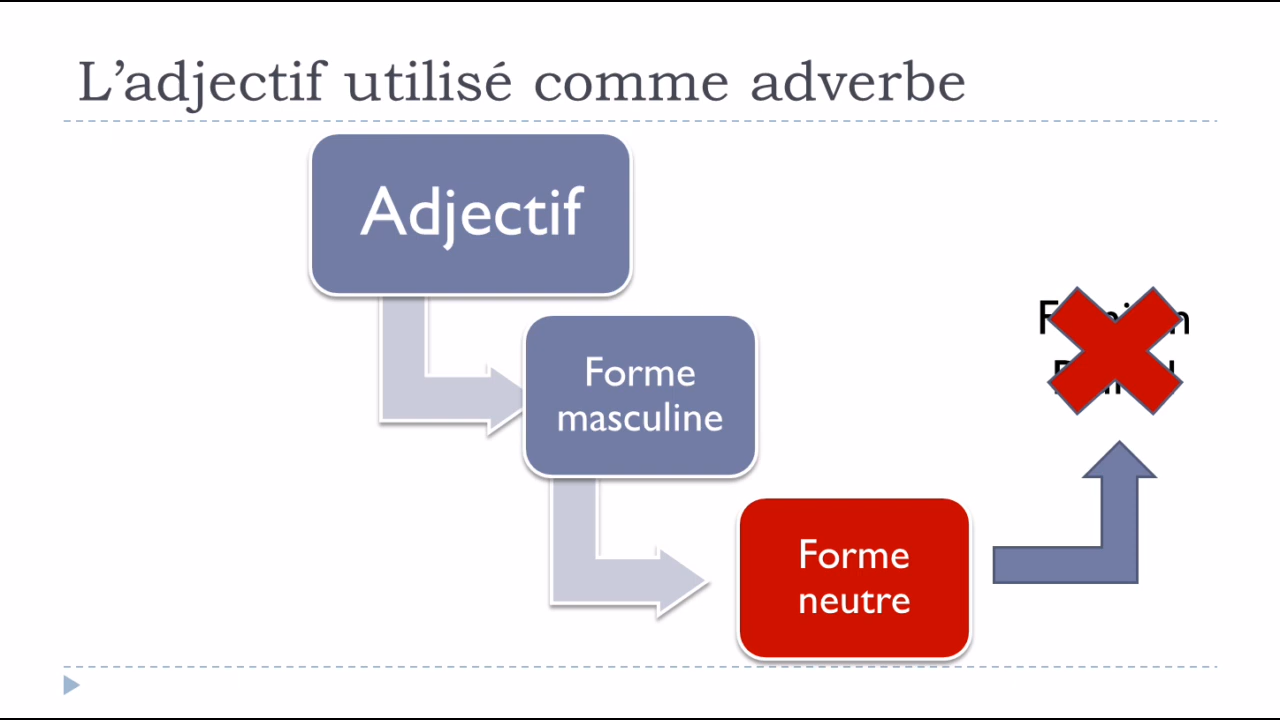 L’adjectif utilisé comme adverbe
Adjectif
Forme
masculine
Forme
neutre